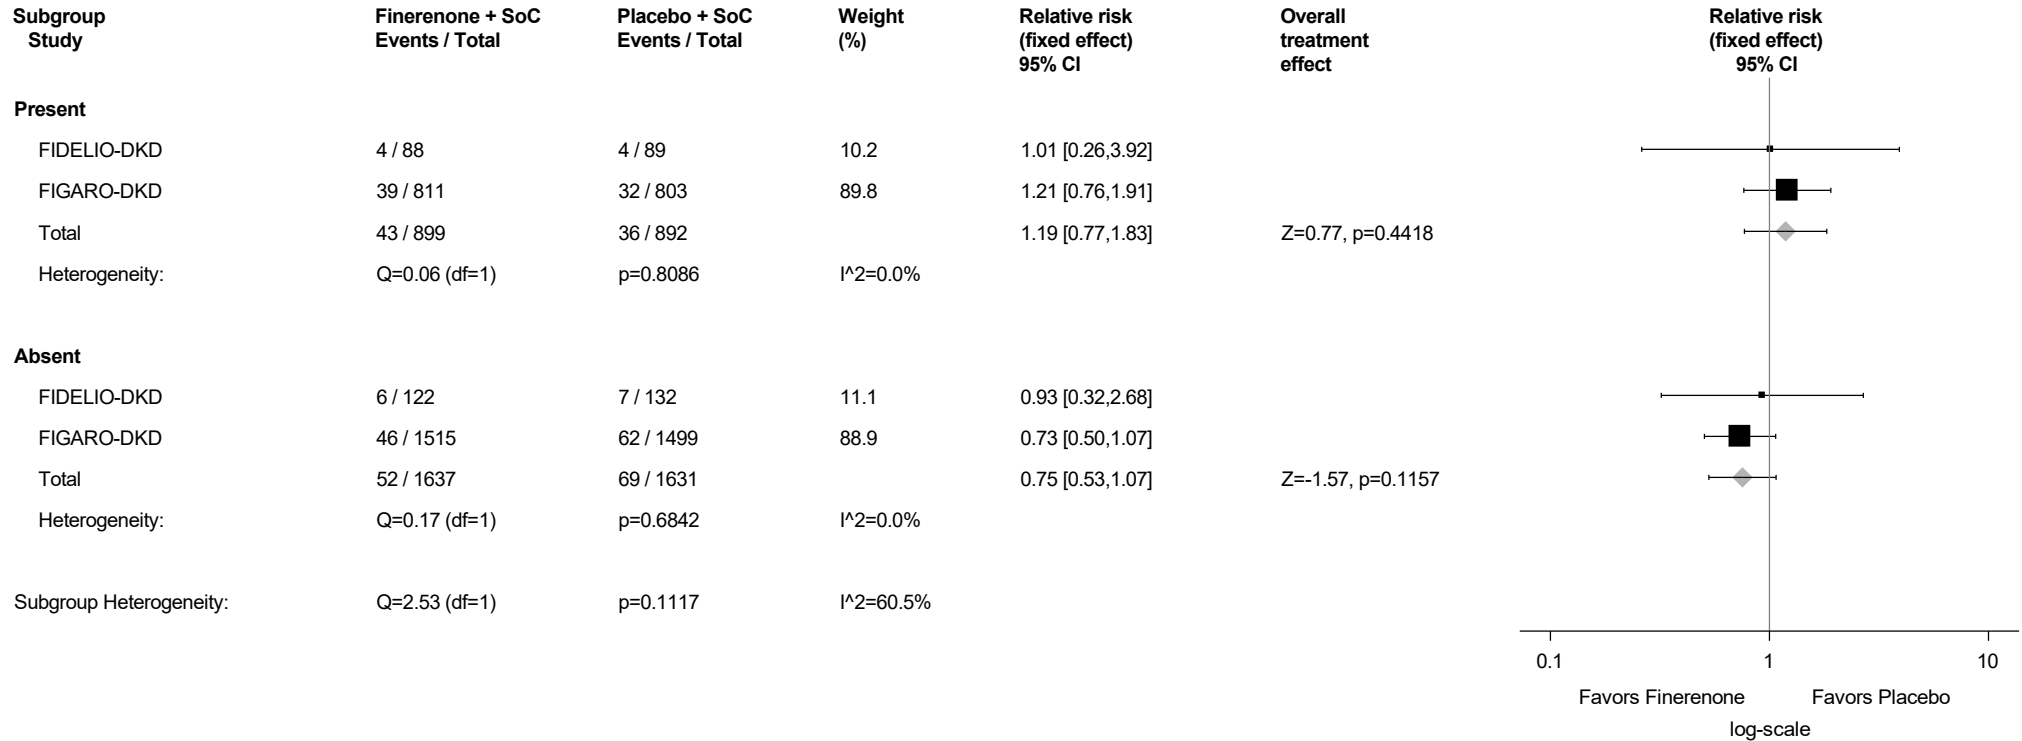 Subgroup Finerenone + SoC Placebo + SoC Weight Relative risk Overall Relative risk
Study Events / Total Events / Total (%) (fixed effect) treatment (fixed effect)
95% CI effect 95% CI
Present
FIDELIO-DKD 4 / 88 4 / 89 10.2 1.01 [0.26,3.92]
FIGARO-DKD 39 / 811 32 / 803 89.8 1.21 [0.76,1.91]
Total 43 / 899 36 / 892 1.19 [0.77,1.83] Z=0.77, p=0.4418
Heterogeneity: Q=0.06 (df=1) p=0.8086 I^2=0.0%
Absent
FIDELIO-DKD 6 / 122 7 / 132 11.1 0.93 [0.32,2.68]
FIGARO-DKD 46 / 1515 62 / 1499 88.9 0.73 [0.50,1.07]
Total 52 / 1637 69 / 1631 0.75 [0.53,1.07] Z=-1.57, p=0.1157
Heterogeneity: Q=0.17 (df=1) p=0.6842 I^2=0.0%
Subgroup Heterogeneity: Q=2.53 (df=1) p=0.1117 I^2=60.5%
0.1 1 10
Favors Finerenone Favors Placebo
log-scale